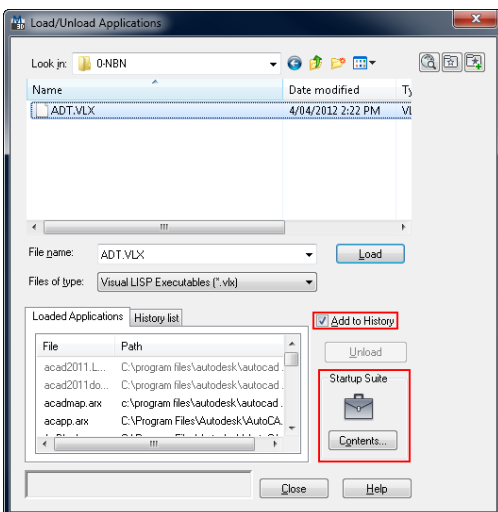 Load/Unload Applications
Look in: 0-NBN
Name Date modified Ty
ADT.VLX 4/04/2012 2:22 PM VL
File name: ADT.VLX Load
Files of type: Visual LISP Executables (*.vlx)
Loaded Applications History list Add to History
File Path
Unload
acad2011.L... C:\program files\autodesk\autocad .
acad2011do... C:\program files\autodesk\autocad .
Startup Suite
acadmap.arx c:\program files\autodesk\autocad .
acapp.arx C:\Program Files\Autodesk\AutoCA.
Contents...
Close Help